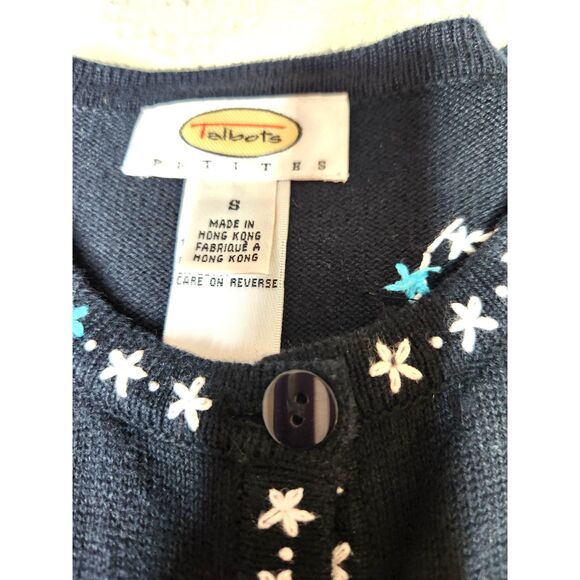 Talbots
PETITES
S
MADE IN
HONG KONG
FABRIQUÉ À
HONG KONG
CARE ON REVERSE